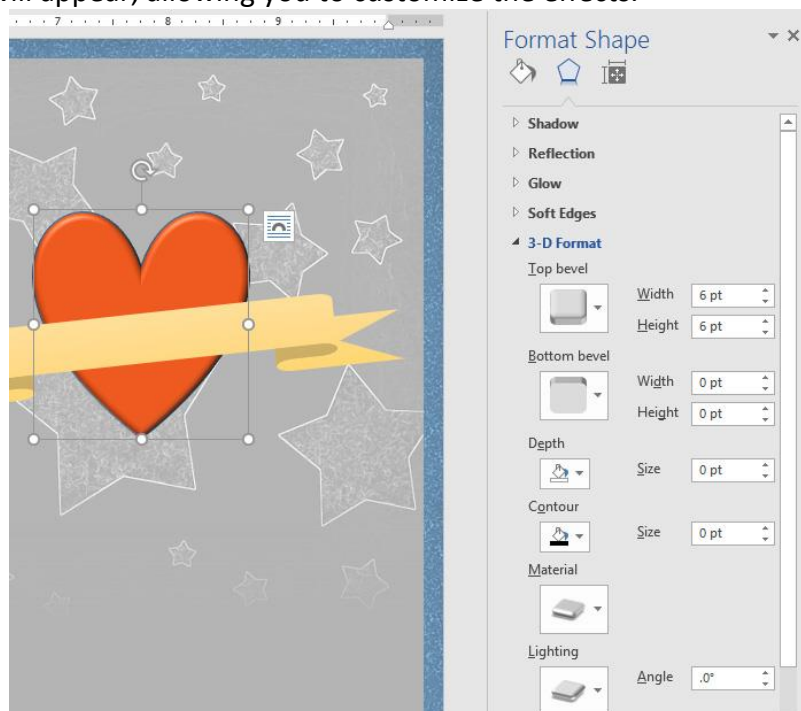 will appear, allowing you to customize the effects.
7 8 9
Format Shape
Shadow
Reflection
Glow
Soft Edges
3-D Format
Top bevel
Width 6 pt
Height 6 pt
Bottom bevel
Width 0 pt
Height 0 pt
Depth
Size 0 pt
Contour
Size 0 pt
Material
Lighting
Angle .0°